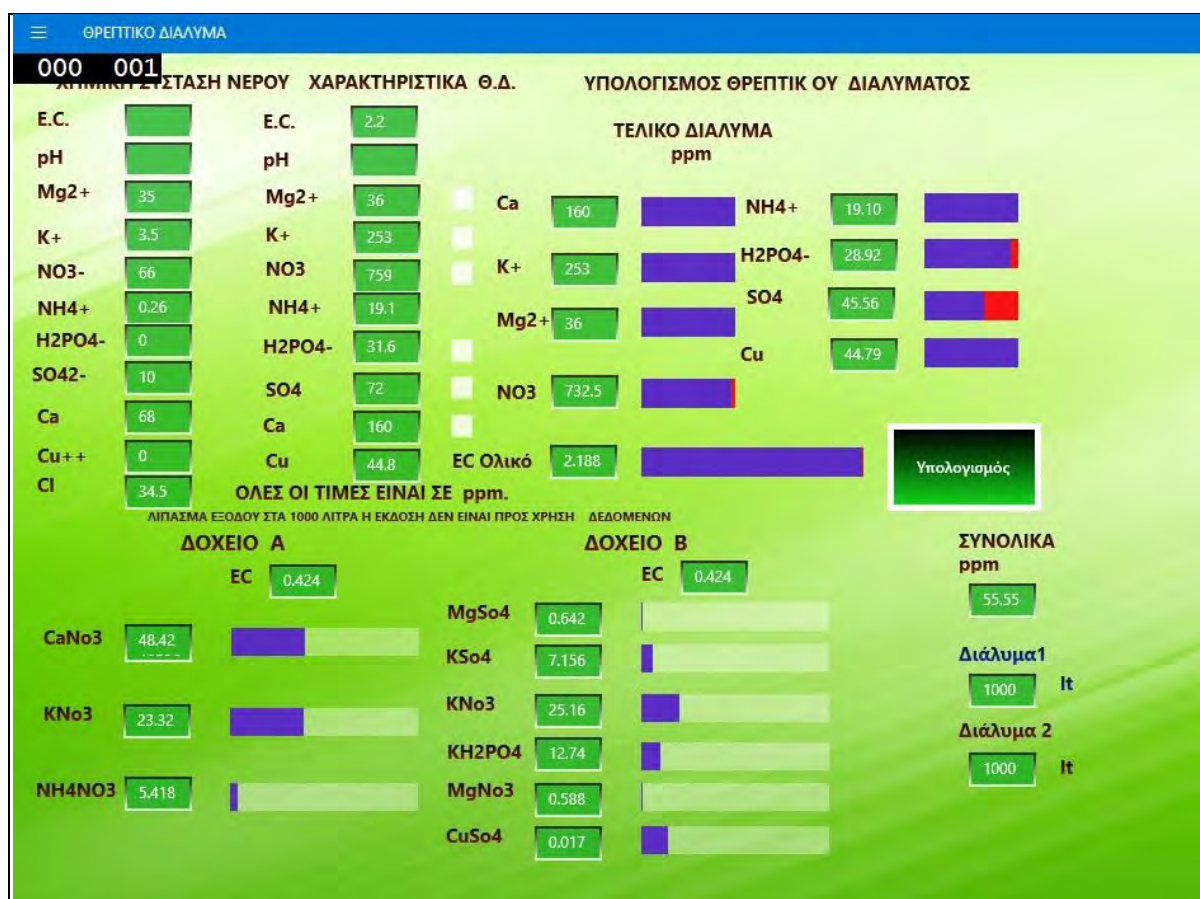 ΘΡΕΠΤΙΚΟ ΔΙΑΛΥΜΑ
000 001
ΣΥΣΤΑΣΗ ΝΕΡΟΥ ΧΑΡΑΚΤΗΡΙΣΤΙΚΑ Θ.Δ. ΥΠΟΛΟΓΙΣΜΟΣ ΘΡΕΠΤΙΚ ΟΥ ΔΙΑΛΥΜΑΤΟΣ
E.C.
pH
Mg2+ 35
K+ 3.5
NO3- 66
NH4+ 0.26
H2PO4- 0
SO42- 10
Ca 68
Cu++ 0
Cl 34.5
E.C. 2.2
pH
Mg2+ 36
K+ 253
NO3 759
NH4+ 19.1
H2PO4- 31.6
SO4 72
Ca 160
Cu 44.8
ΤΕΛΙΚΟ ΔΙΑΛΥΜΑ
ppm
Ca 160
K+ 253
Mg2+ 36
NO3 732.5
EC Ολικό 2.188
NH4+ 19.10
H2PO4- 28.92
SO4 45.56
Cu 44.79
Υπολογισμός
ΟΛΕΣ ΟΙ ΤΙΜΕΣ ΕΙΝΑΙ ΣΕ ppm.
ΛΙΠΑΣΜΑ ΕΞΟΔΟΥ ΣΤΑ 1000 ΛΙΤΡΑ Η ΕΚΔΟΣΗ ΔΕΝ ΕΙΝΑΙ ΠΡΟΣ ΧΡΗΣΗ ΔΕΔΟΜΕΝΩΝ
ΔΟΧΕΙΟ Α
EC 0.424
CaNo3 48.42
KNo3 23.32
NH4NO3 5.418
ΔΟΧΕΙΟ Β
EC 0.424
MgSo4 0.642
KSo4 7.156
KNo3 25.16
KH2PO4 12.74
MgNo3 0.588
CuSo4 0.017
ΣΥΝΟΛΙΚΑ
ppm
55.55
Διάλυμα1
1000 lt
Διάλυμα 2
1000 lt